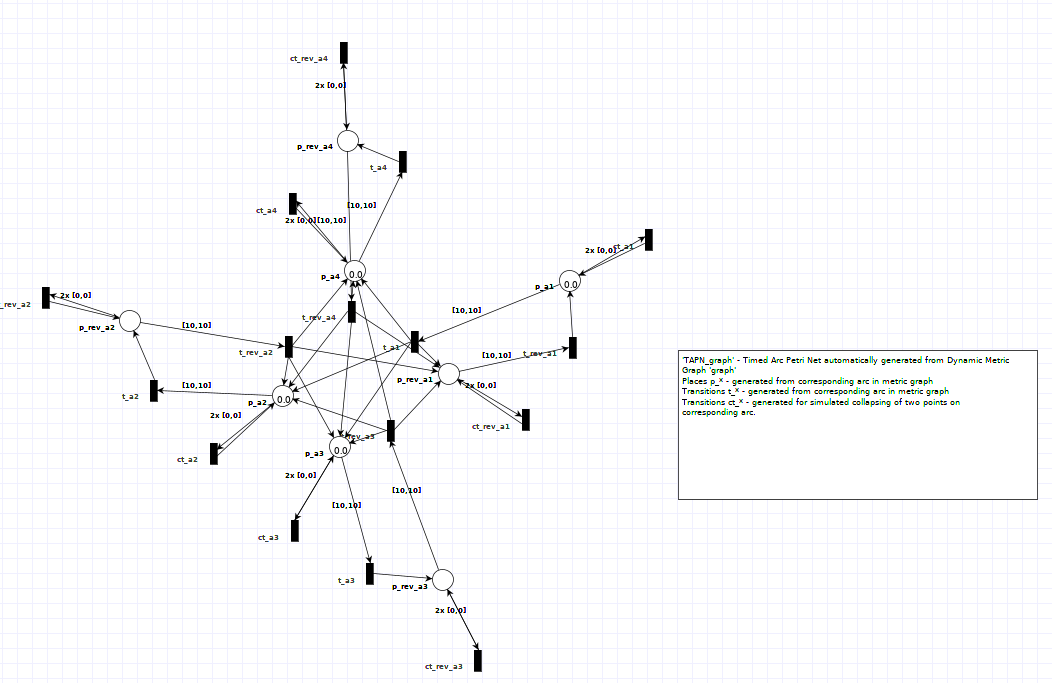 ct_rev_a4
2x [0,0]
p_rev_a4
t_a4
[10,10]
ct_a4
2x [0,0]
[10,10]
ct_a1
2x [0,0]
p_a4
0.0
p_a1
0.0
_rev_a2
2x [0,0]
p_rev_a2
[10,10]
[10,10]
t_rev_a4
t_rev_a2
t_a1
[10,10]
t_rev_a1
p_rev_a1
2x [0,0]
t_a2
[10,10]
p_a2
0.0
2x [0,0]
ct_rev_a1
rev_a3
ct_a2
p_a3
0.0
2x [0,0]
[10,10]
[10,10]
ct_a3
t_a3
p_rev_a3
2x [0,0]
ct_rev_a3
'TAPN_graph' - Timed Arc Petri Net automatically generated from Dynamic Metric
Graph 'graph'
Places p_* - generated from corresponding arc in metric graph
Transitions t_* - generated from corresponding arc in metric graph
Transitions ct_* - generated for simulated collapsing of two points on
corresponding arc.